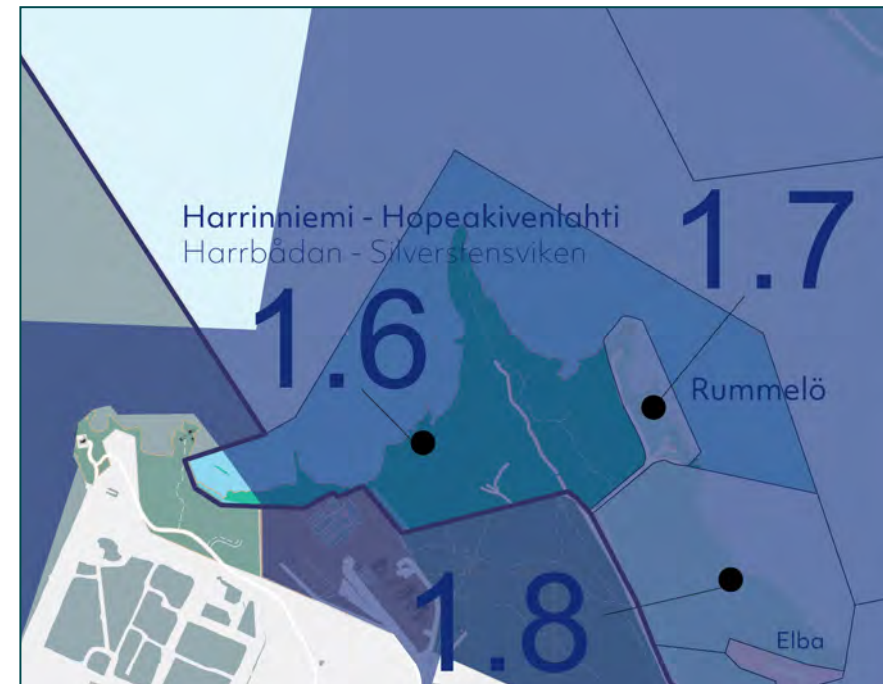 Harrinniemi - Hopeakivenlahti
Harrbådan - Silverstensviken
1.7
1.6
Rummelö
1.8
Elba